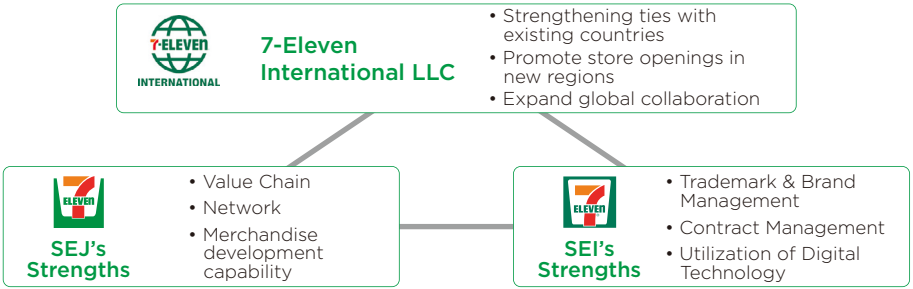 7-ELEVEN
INTERNATIONAL
7-Eleven
International LLC
• Strengthening ties with
existing countries
• Promote store openings in
new regions
• Expand global collaboration
ELEVEn
SEJ's
Strengths
• Value Chain
• Network
• Merchandise
development
capability
ELEVEn
SEI's
Strengths
• Trademark & Brand
Management
• Contract Management
• Utilization of Digital
Technology